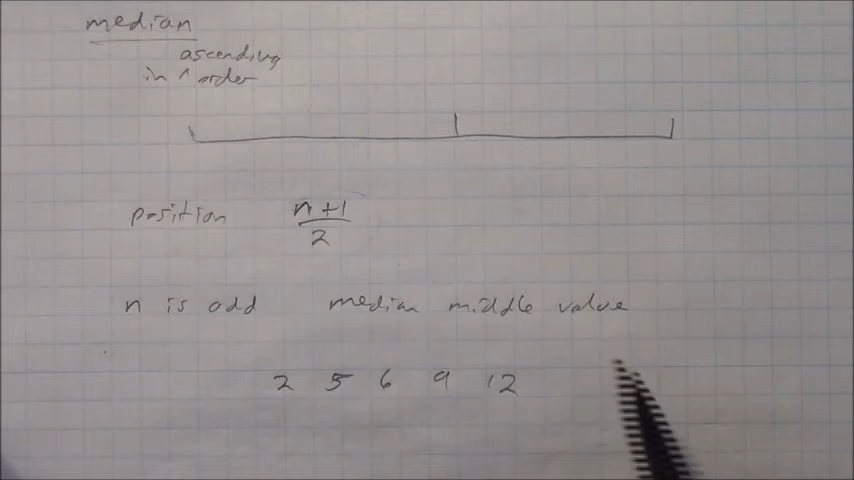 median
ascending
in ^ order
position n+1
2
n is odd median middle value
2 5 6 9 12